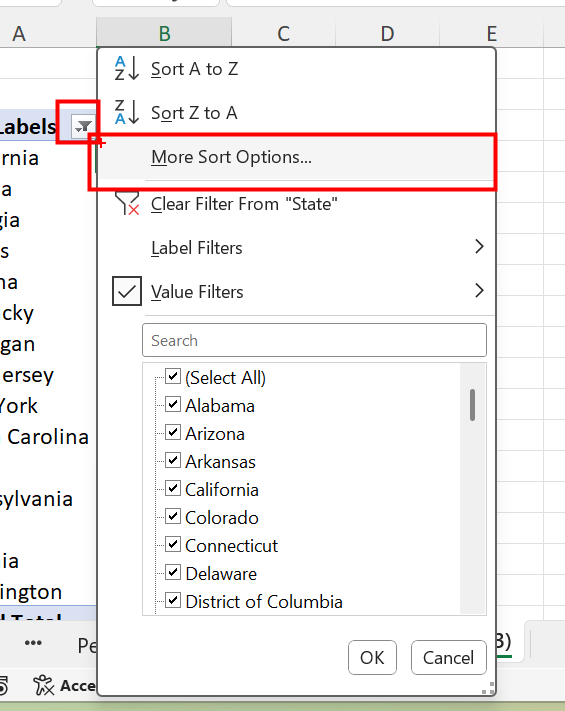 A B C D E
Sort A to Z
Sort Z to A
Labels
More Sort Options...
Clear Filter From "State"
Label Filters
Value Filters
Search
(Select All)
Alabama
Arizona
Arkansas
California
Colorado
Connecticut
Delaware
District of Columbia
rnia
a
gia
s
na
cky
gan
ersey
York
Carolina
sylvania
ia
ington
... Pe 3)
OK Cancel
Acce